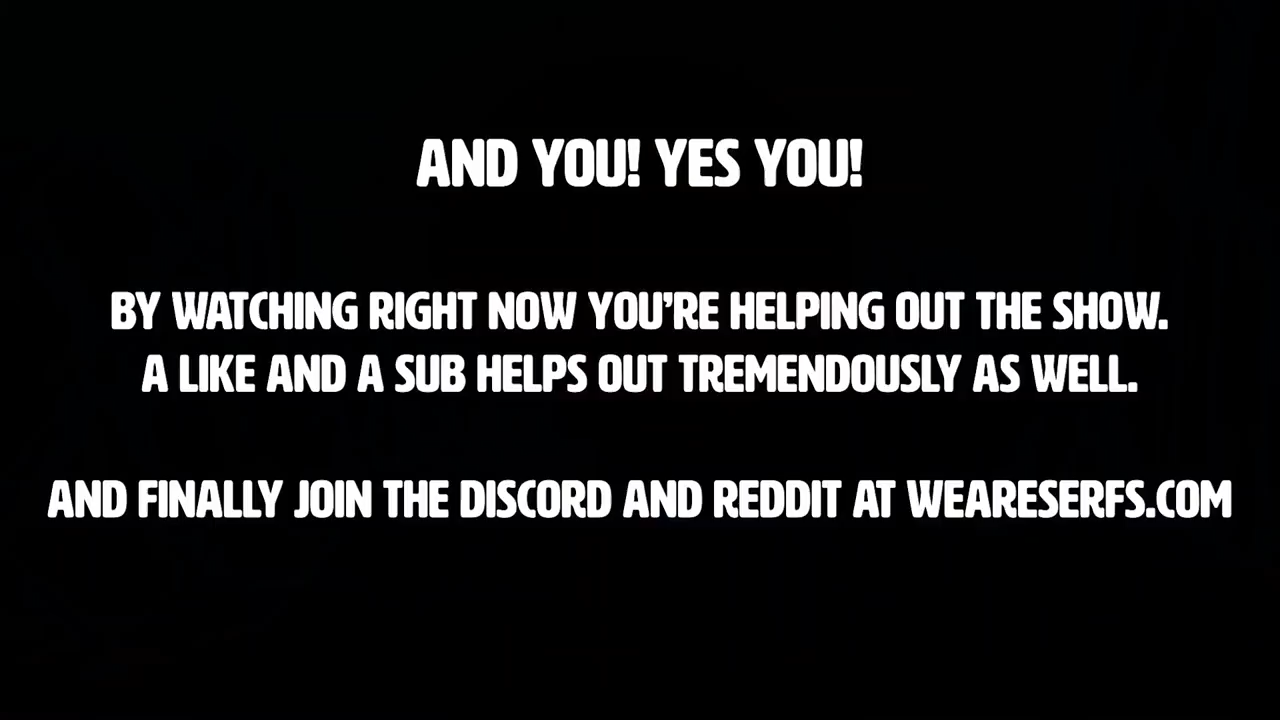 AND YOU! YES YOU!
BY WATCHING RIGHT NOW YOU'RE HELPING OUT THE SHOW.
A LIKE AND A SUB HELPS OUT TREMENDOUSLY AS WELL.
AND FINALLY JOIN THE DISCORD AND REDDIT AT WEARESERFS.COM